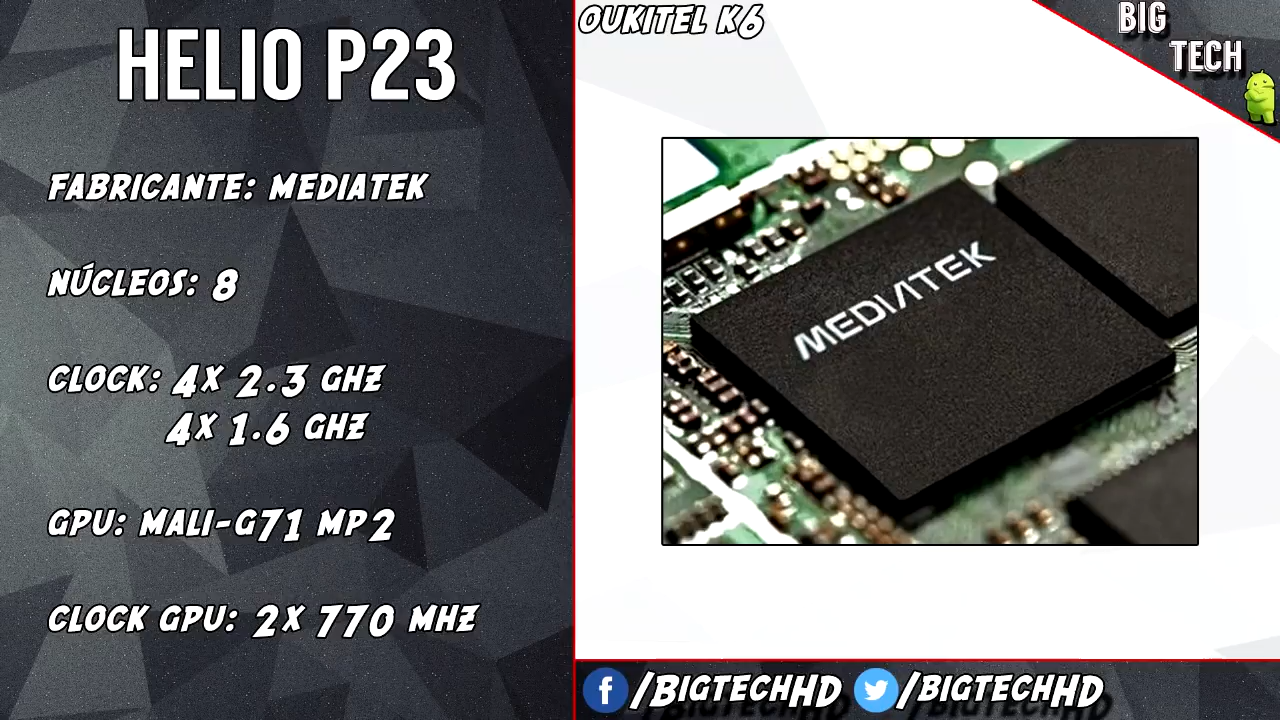 HELIO P23
FABRICANTE: MEDIATEK
NÚCLEOS: 8
CLOCK: 4X 2.3 GHZ
4X 1.6 GHZ
GPU: MALI-G71 MP2
CLOCK GPU: 2X 770 MHZ
OUKITEL K6
BIG
TECH
MEDIATEK
/BIGTECHHD /BIGTECHHD